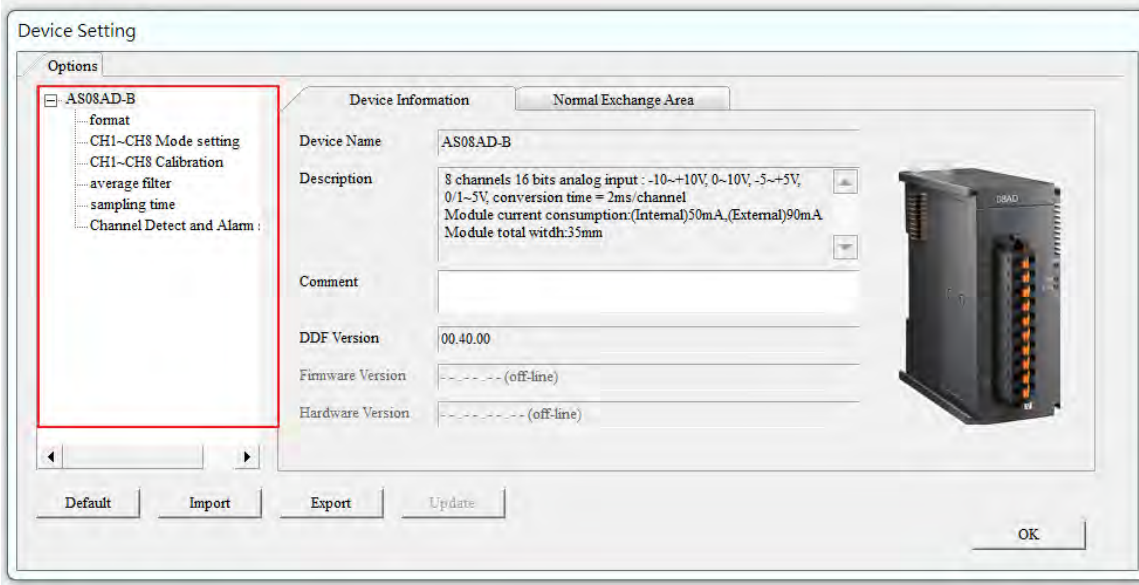 Device Setting
Options
AS08AD-B
format
CH1~CH8 Mode setting
CH1~CH8 Calibration
average filter
sampling time
Channel Detect and Alarm :
Device Information
Normal Exchange Area
Device Name
AS08AD-B
Description
8 channels 16 bits analog input : -10~+10V, 0~10V, -5~+5V,
0/1~5V, conversion time = 2ms/channel
Module current consumption:(Internal)50mA,(External)90mA
Module total witdh:35mm
Comment
DDF Version
00.40.00
Firmware Version
--.--.-- (off-line)
Hardware Version
--.--.--.-- (off-line)
08AD
Default
Import
Export
Update
OK